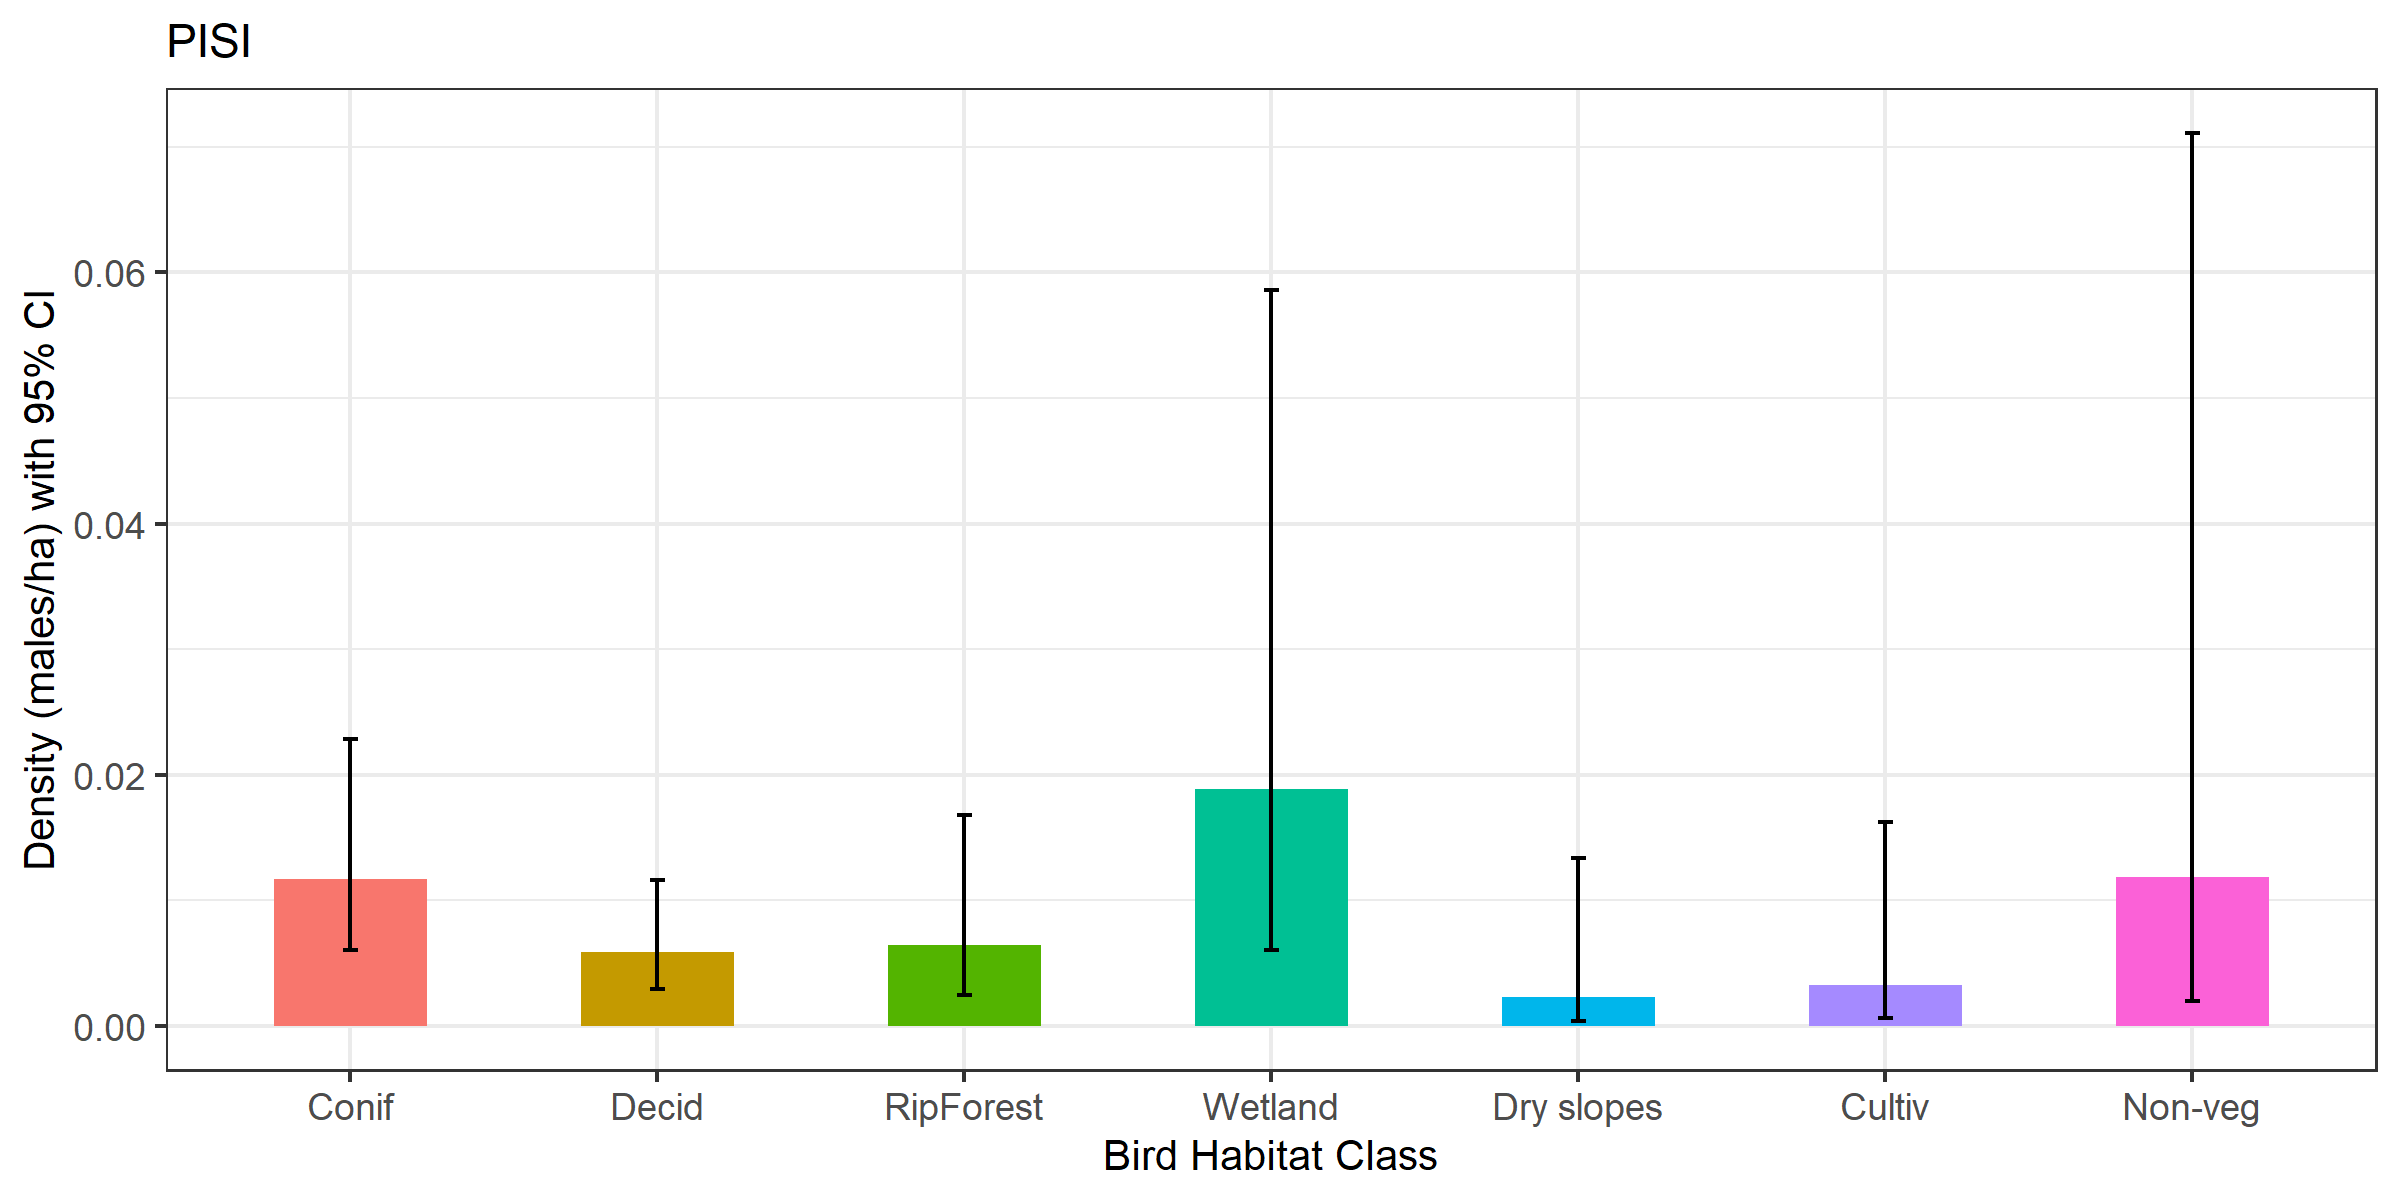 PISI
Density (males/ha) with 95% CI
0.06
0.04
0.02
0.00
Conif Decid RipForest Wetland Dry slopes Cultiv Non-veg
Bird Habitat Class